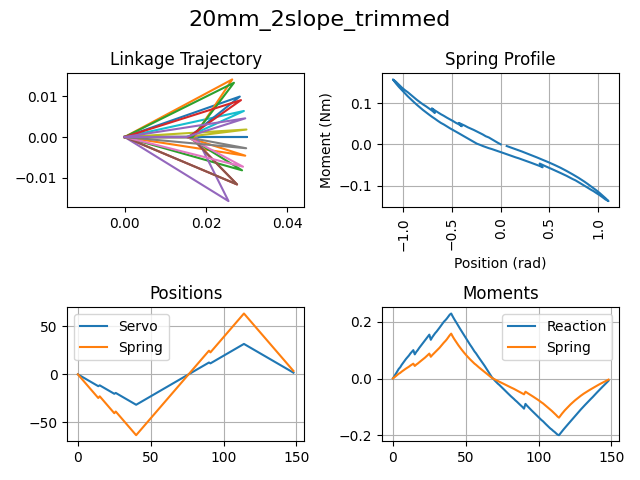 20mm_2slope_trimmed
Linkage Trajectory
0.01
0.00
−0.01
0.00
0.02
0.04
Spring Profile
Moment (Nm)
0.1
0.0
−0.1
−1.0
−0.5
0.0
0.5
1.0
Position (rad)
Positions
Servo
Spring
50
0
−50
0
50
100
150
Moments
Reaction
Spring
0.2
0.0
−0.2
0
50
100
150